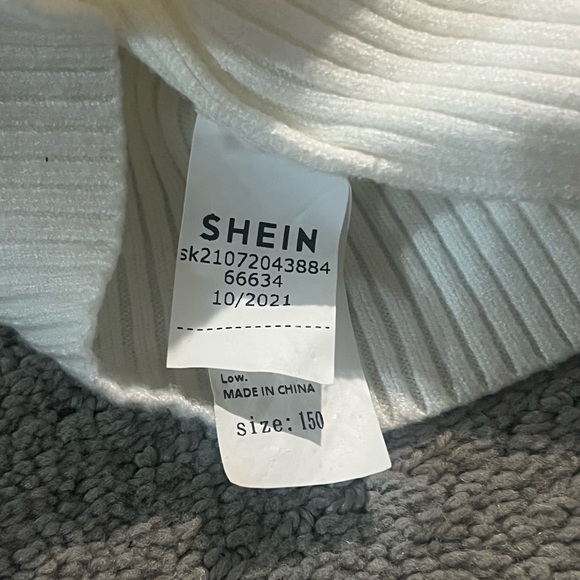 SHEIN
sk21072043884
66634
10/2021
Low.
MADE IN CHINA
size: 150